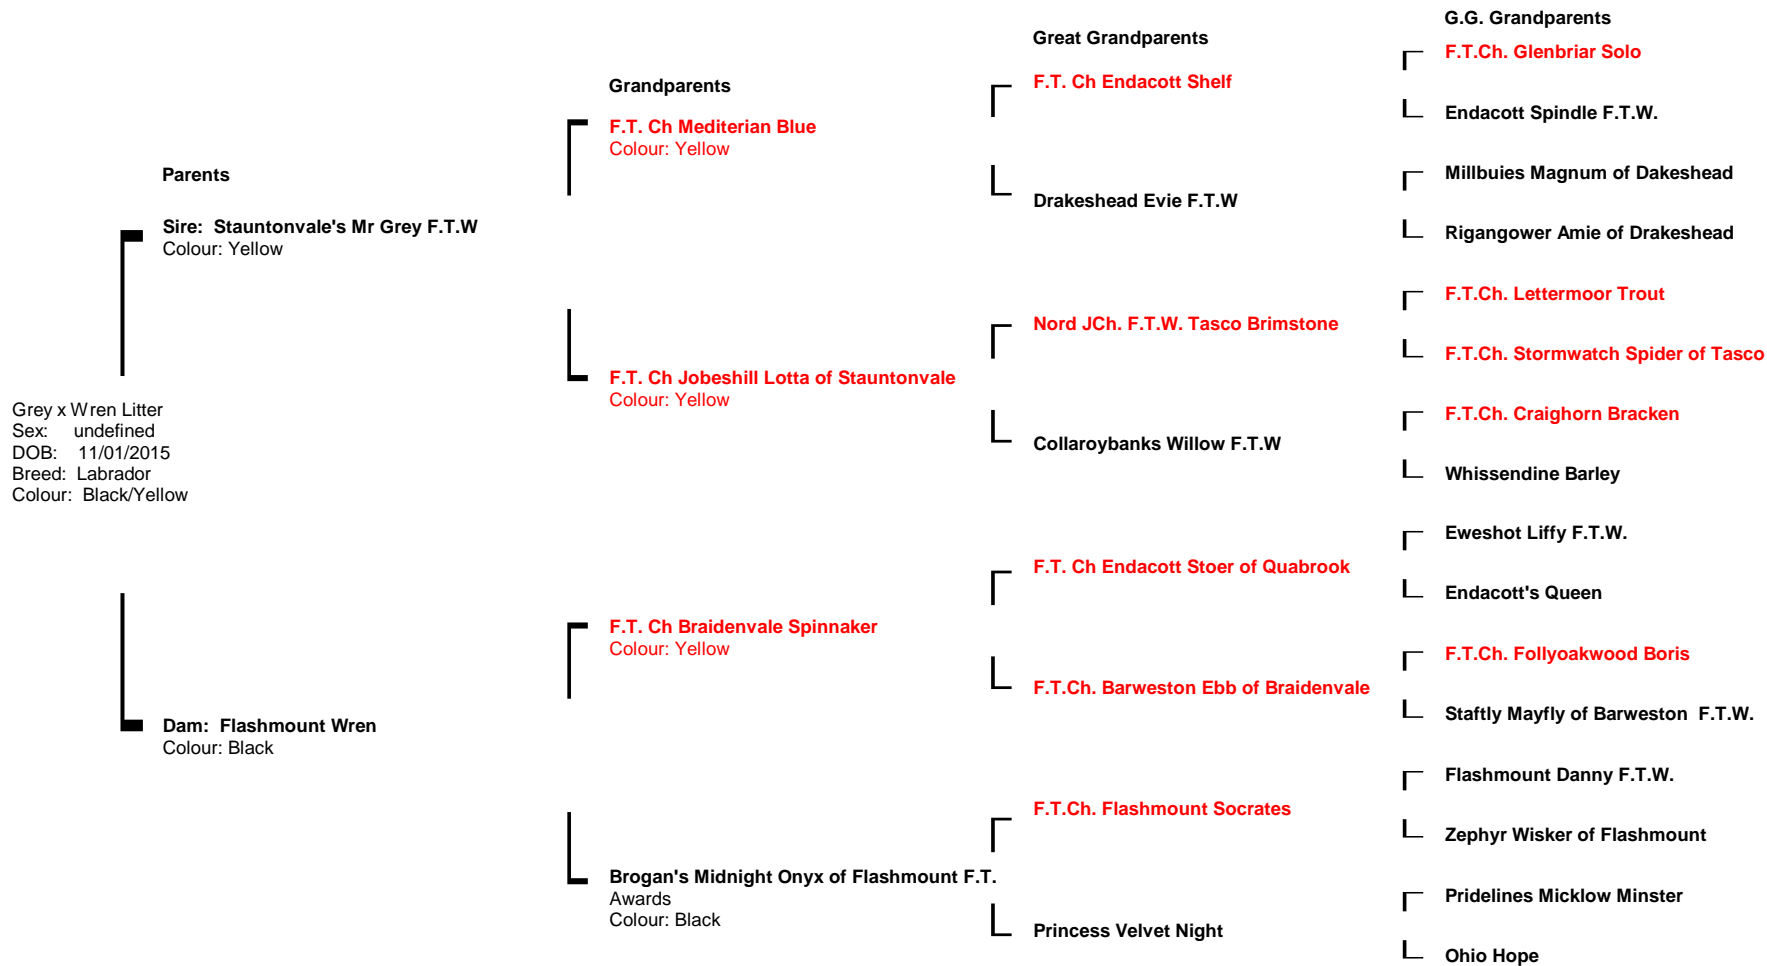 G.G. Grandparents
Great Grandparents
F.T.Ch. Glenbriar Solo
Grandparents
F.T. Ch Endacott Shelf
Endacott Spindle F.T.W.
F.T. Ch Mediterian Blue
Colour: Yellow
Parents
Millbuies Magnum of Dakeshead
Drakeshead Evie F.T.W
Sire: Stauntonvale's Mr Grey F.T.W
Colour: Yellow
Rigangower Amie of Drakeshead
F.T.Ch. Lettermoor Trout
Nord JCh. F.T.W. Tasco Brimstone
F.T.Ch. Stormwatch Spider of Tasco
F.T. Ch Jobeshill Lotta of Stauntonvale
Colour: Yellow
Grey x Wren Litter
Sex: undefined
DOB: 11/01/2015
Breed: Labrador
Colour: Black/Yellow
F.T.Ch. Craighorn Bracken
Collaroybanks Willow F.T.W
Whissendine Barley
Eweshot Liffy F.T.W.
F.T. Ch Endacott Stoer of Quabrook
Endacott's Queen
F.T. Ch Braidenvale Spinnaker
Colour: Yellow
F.T.Ch. Follyoakwood Boris
F.T.Ch. Barweston Ebb of Braidenvale
Staftly Mayfly of Barweston F.T.W.
Dam: Flashmount Wren
Colour: Black
Flashmount Danny F.T.W.
F.T.Ch. Flashmount Socrates
Zephyr Wisker of Flashmount
Brogan's Midnight Onyx of Flashmount F.T.
Awards
Colour: Black
Pridelines Micklow Minster
Princess Velvet Night
Ohio Hope